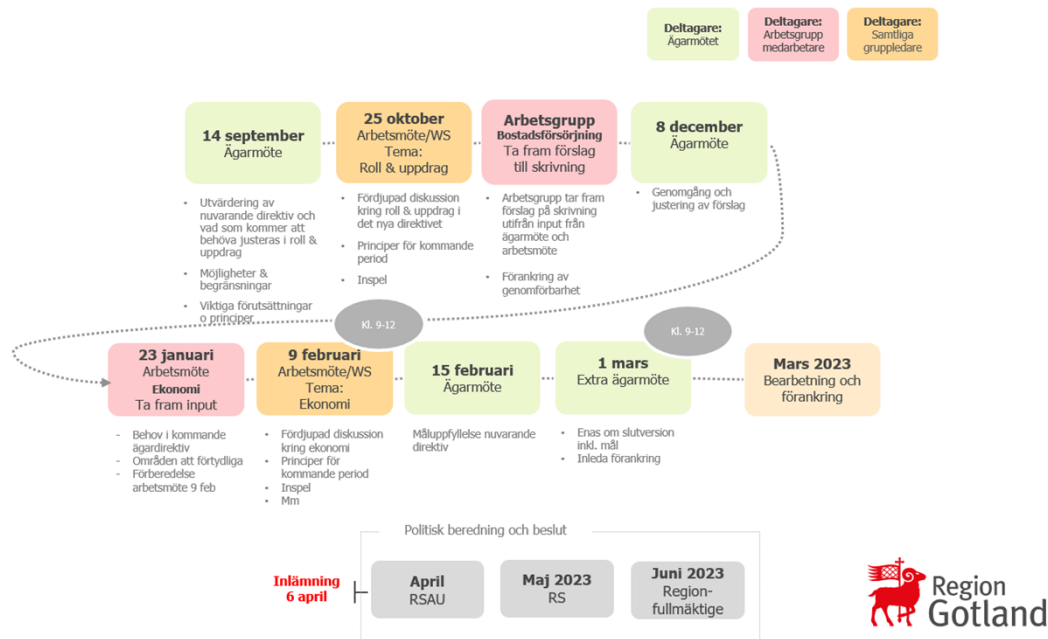 Deltagare:
Ägarmötet
Deltagare:
Arbetsgrupp
medarbetare
Deltagare:
Samtliga
gruppledare
14 september
Ägarmöte
25 oktober
Arbetsmöte/WS
Tema:
Roll & uppdrag
Arbetsgrupp
Bostadsförsörjning
Ta fram förslag
till skrivning
8 december
Ägarmöte
• Utvärdering av
nuvarande direktiv och
vad som kommer att
behöva justeras i roll &
uppdrag
• Möjligheter &
begränsningar
• Viktiga förutsättningar
o principer
• Fördjupad diskussion
kring roll & uppdrag i
det nya direktivet
• Principer för kommande
period
• Inspel
• Arbetsgrupp tar fram
förslag på skrivning
utifrån input från
ägarmöte och
arbetsmöte
• Förankring av
genomförbarhet
• Genomgång och
justering av förslag
Kl. 9-12
Kl. 9-12
23 januari
Arbetsmöte
Ekonomi
Ta fram input
9 februari
Arbetsmöte/WS
Tema:
Ekonomi
15 februari
Ägarmöte
1 mars
Extra ägarmöte
Mars 2023
Bearbetning och
förankring
- Behov i kommande
ägardirektiv
- Områden att förtydliga
- Förberedelse
arbetsmöte 9 feb
• Fördjupad diskussion
kring ekonomi
• Principer för
kommande period
• Inspel
• Mm
Måluppfyllelse nuvarande
direktiv
• Enas om slutversion
inkl. mål
• Inleda förankring
Politisk beredning och beslut
Inlämning
6 april
April
RSAU
Maj 2023
RS
Juni 2023
Region-
fullmäktige
Region
Gotland